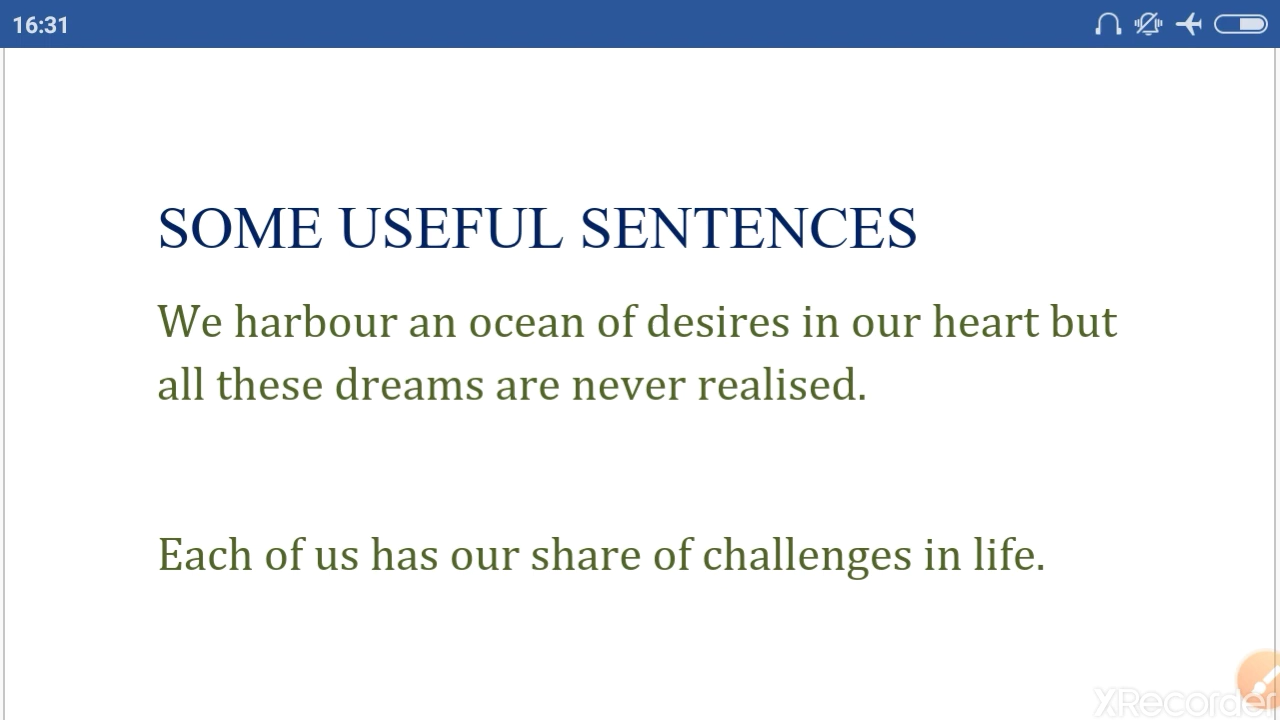 16:31
SOME USEFUL SENTENCES
We harbour an ocean of desires in our heart but
all these dreams are never realised.
Each of us has our share of challenges in life.
XRecorder